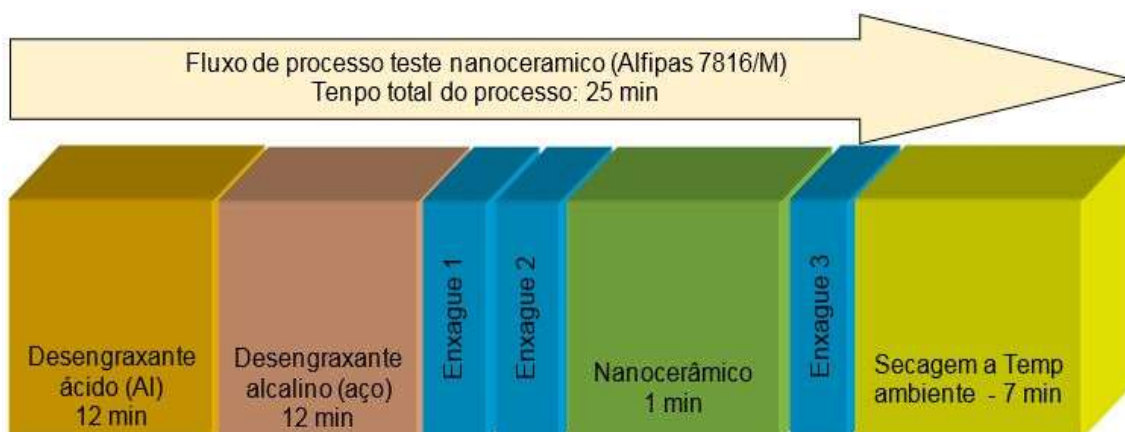 Fluxo de processo teste nanoceramico (Alfipas 7816/M)
Tenpo total do processo: 25 min
Desengraxante
ácido (Al)
12 min
Desengraxante
alcalino (aço)
12 min
Enxague 1
Enxague 2
Nanocerâmico
1 min
Enxague 3
Secagem a Temp
ambiente - 7 min